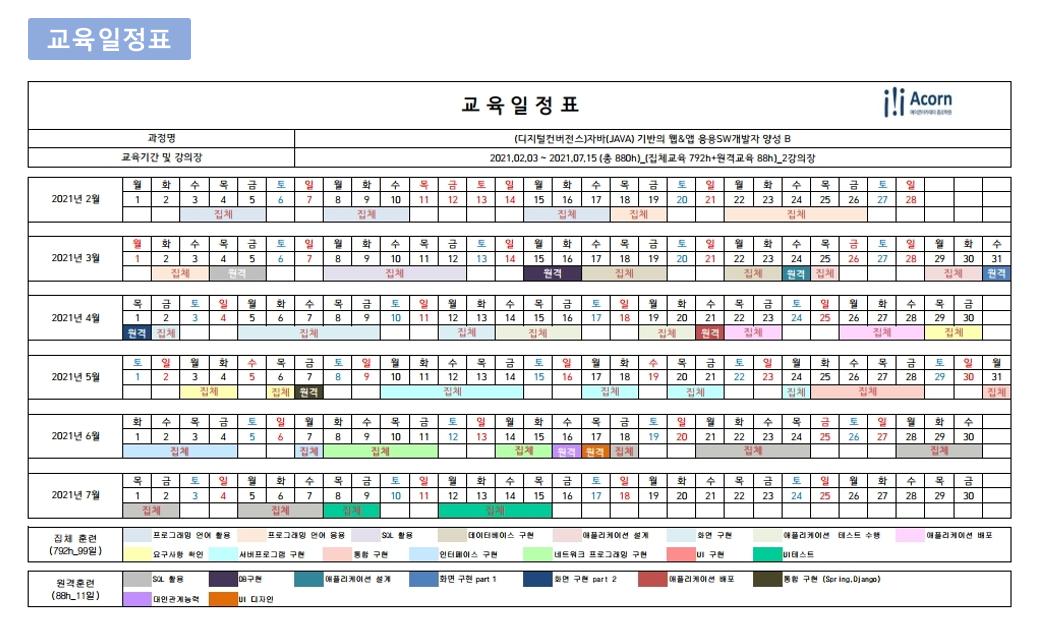 교육일정표
교 육 일 정 표
Acorn
과정명
(디지털컨버전스)자바(JAVA) 기반의 웹&앱 응용SW개발자 양성 B
교육기간 및 강의장
2021.02.03 ~ 2021.07.15 (총 880h)_(집체교육 792h+원격교육 88h)_2강의장
월 화 수 목 금 토 일 월 화 수 목 금 토 일 월 화 수 목 금 토 일 월 화 수 목 금 토 일
2021년 2월 1 2 3 4 5 6 7 8 9 10 11 12 13 14 15 16 17 18 19 20 21 22 23 24 25 26 27 28
집체 집체 집체 집체 집체
월 화 수 목 금 토 일 월 화 수 목 금 토 일 월 화 수 목 금 토 일 월 화 수 목 금 토 일 월 화 수
2021년 3월 1 2 3 4 5 6 7 8 9 10 11 12 13 14 15 16 17 18 19 20 21 22 23 24 25 26 27 28 29 30 31
집체 원격 집체 원격 집체 집체 원격 집체 집체 원격
목 금 토 일 월 화 수 목 금 토 일 월 화 수 목 금 토 일 월 화 수 목 금 토 일 월 화 수 목 금
2021년 4월 1 2 3 4 5 6 7 8 9 10 11 12 13 14 15 16 17 18 19 20 21 22 23 24 25 26 27 28 29 30
원격 집체 집체 집체 집체 집체 원격 집체 집체 집체
토 일 월 화 수 목 금 토 일 월 화 수 목 금 토 일 월 화 수 목 금 토 일 월 화 수 목 금 토 일 월
2021년 5월 1 2 3 4 5 6 7 8 9 10 11 12 13 14 15 16 17 18 19 20 21 22 23 24 25 26 27 28 29 30 31
집체 집체 원격 집체 집체 집체 집체 집체 집체
화 수 목 금 토 일 월 화 수 목 금 토 일 월 화 수 목 금 토 일 월 화 수 목 금 토 일 월 화 수
2021년 6월 1 2 3 4 5 6 7 8 9 10 11 12 13 14 15 16 17 18 19 20 21 22 23 24 25 26 27 28 29 30
집체 집체 집체 집체 원격 원격 집체 집체 집체
목 금 토 일 월 화 수 목 금 토 일 월 화 수 목 금 토 일 월 화 수 목 금 토 일 월 화 수 목 금
2021년 7월 1 2 3 4 5 6 7 8 9 10 11 12 13 14 15 16 17 18 19 20 21 22 23 24 25 26 27 28 29 30
집체 집체 집체 집체
집체 훈련
(792h_99일)
프로그래밍 언어 활용 프로그래밍 언어 응용 SQL 활용 데이터베이스 구현 애플리케이션 설계 화면 구현 애플리케이션 테스트 수행 애플리케이션 배포
요구사항 확인 서버프로그램 구현 통합 구현 인터페이스 구현 네트워크 프로그래밍 구현 UI 구현 UI테스트
원격훈련
(88h_11일)
SQL 활용 DB구현 애플리케이션 설계 화면 구현 part 1 화면 구현 part 2 애플리케이션 배포 통합 구현 (Spring,Django)
대인관계능력 UI 디자인